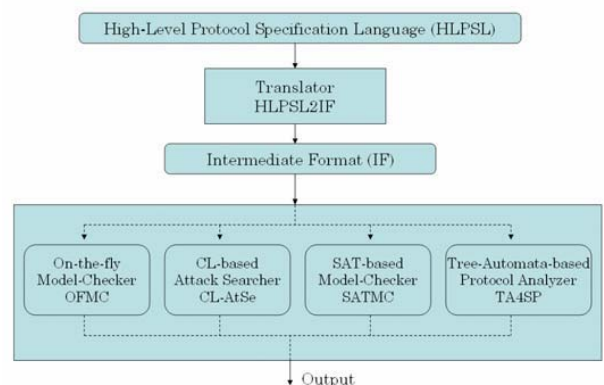 High-Level Protocol Specification Language (HLPSL)
Translator
HLPSL2IF
Intermediate Format (IF)
On-the-fly
Model-Checker
OFMC
CL-based
Attack Searcher
CL-AtSe
SAT-based
Model-Checker
SATMC
Tree-Automata-based
Protocol Analyzer
TA4SP
Output